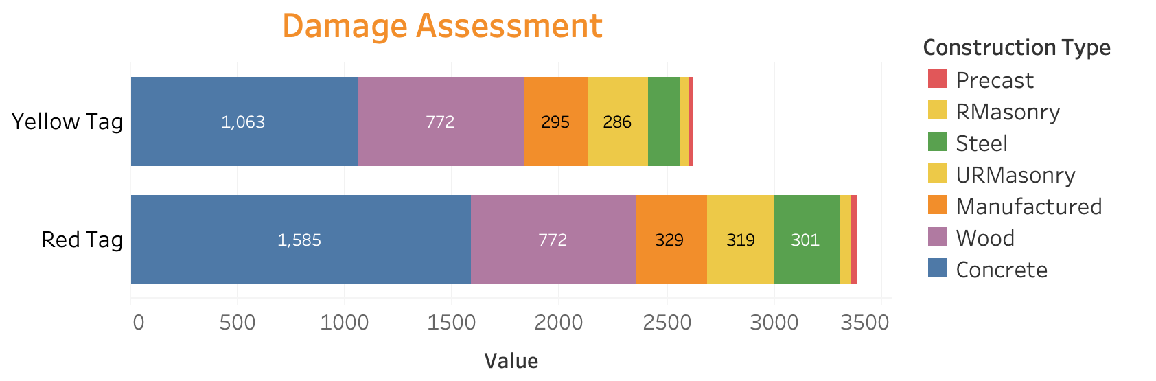 Damage Assessment
Construction Type
Precast
RMasonry
Steel
URMasonry
Manufactured
Wood
Concrete
Yellow Tag
1,063 772 295 286
Red Tag
1,585 772 329 319 301
0 500 1000 1500 2000 2500 3000 3500
Value